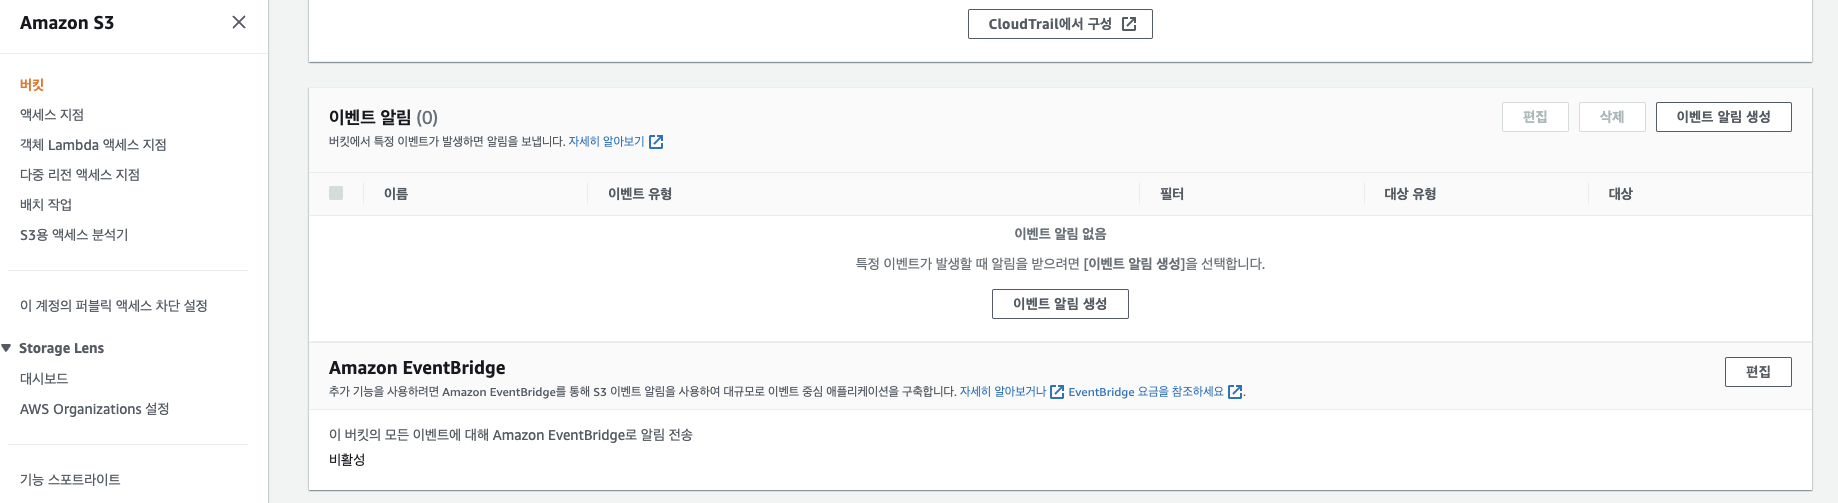 Amazon S3
CloudTrail에서 구성
버킷
액세스 지점
객체 Lambda 액세스 지점
다중 리전 액세스 지점
배치 작업
S3용 액세스 분석기
이 계정의 퍼블릭 액세스 차단 설정
Storage Lens
대시보드
AWS Organizations 설정
기능 스포트라이트
이벤트 알림 (0)
편집 삭제 이벤트 알림 생성
버킷에서 특정 이벤트가 발생하면 알림을 보냅니다. 자세히 알아보기
이름 이벤트 유형 필터 대상 유형 대상
이벤트 알림 없음
특정 이벤트가 발생할 때 알림을 받으려면 [이벤트 알림 생성]을 선택합니다.
이벤트 알림 생성
Amazon EventBridge
편집
추가 기능을 사용하려면 Amazon EventBridge를 통해 S3 이벤트 알림을 사용하여 대규모로 이벤트 중심 애플리케이션을 구축합니다. 자세히 알아보거나 EventBridge 요금을 참조하세요.
이 버킷의 모든 이벤트에 대해 Amazon EventBridge로 알림 전송
비활성